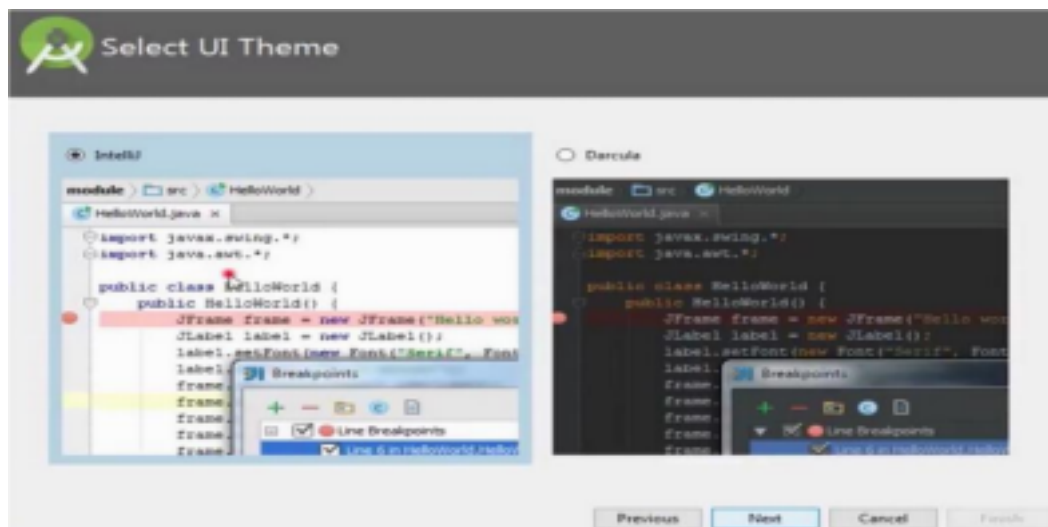 Select UI Theme
IntelliJ
module src HelloWorld
HelloWorld.java ×
import javax.swing.*;
import java.awt.*;
public class HelloWorld {
public HelloWorld() {
JFrame frame = new JFrame("Hello wor
JLabel label = new JLabel();
label.setFont(new Font("Serif", Font
label.
frame.
frame.
frame.
frame.
frame.
Breakpoints
Line Breakpoints
Line 6 in HelloWorld.Hello
Darcula
module src HelloWorld
HelloWorld.java ×
import javax.swing.*;
import java.awt.*;
public class HelloWorld {
public HelloWorld() {
JFrame frame = new JFrame("Hello wor
JLabel label = new JLabel();
label.setFont(new Font("Serif", Font
label.
frame.
frame.
frame.
frame.
frame.
Breakpoints
Line Breakpoints
Line 6 in HelloWorld.Hello
Previous Next Cancel Finish